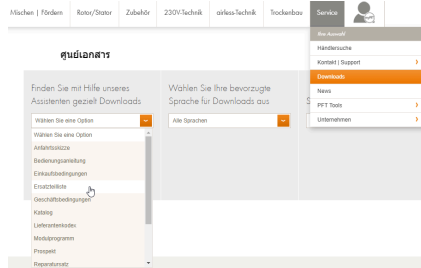 Mischen | Fördern Rotor/Stator Zubehör 230V-Technik airless-Technik Trockenbau Service
Ihre Auswahl
Händlersuche
Kontakt | Support
Downloads
News
PFT Tools
Unternehmen
ศูนย์เอกสาร
Finden Sie mit Hilfe unseres
Assistenten gezielt Downloads
Wählen Sie eine Option
Wählen Sie eine Option
Anfahrtsskizze
Bedienungsanleitung
Einkaufsbedingungen
Ersatzteilliste
Geschäftsbedingungen
Katalog
Lieferantenkodex
Modulprogramm
Prospekt
Reparatursatz
Wählen Sie Ihre bevorzugte
Sprache für Downloads aus
Alle Sprachen
S